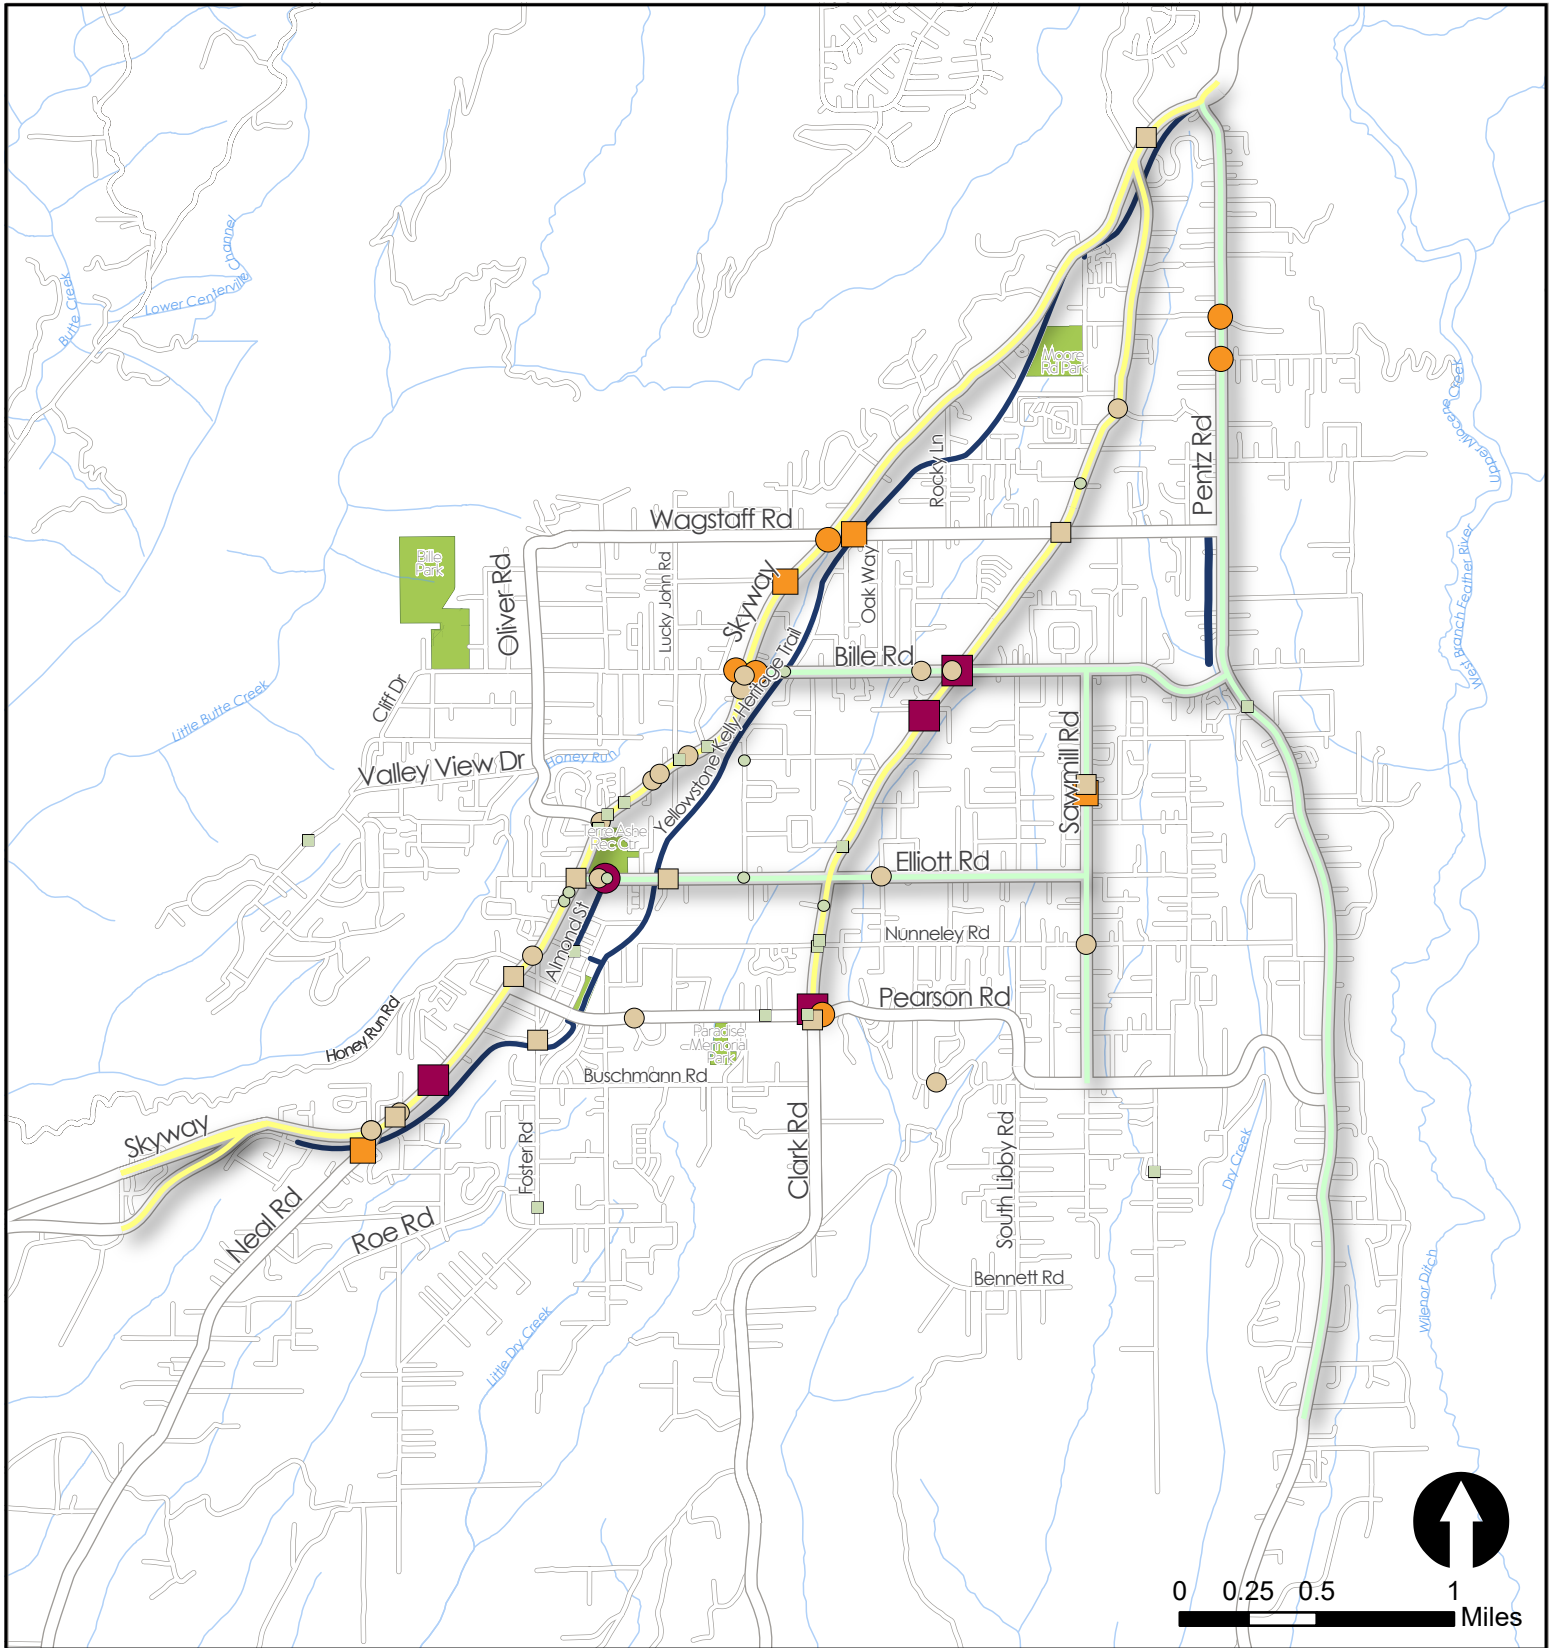 Channel
Lower Centerville
Butte Creek
Moore
Rd Park
Upper Miocene Creek
Pentz Rd
Rocky Ln
Wagstaff Rd
Bille
Park
Oliver Rd
Lucky John Rd
Skyway
Oak Way
West Branch Feather River
Bille Rd
Yellowstone Kelly Heritage Trail
Cliff Dr
Little Butte Creek
Sawmill Rd
Honey Run
Valley View Dr
Terre Ashe
Rec Ctr
Elliott Rd
Almond St
Nunneley Rd
Pearson Rd
Honey Run Rd
Paradise
Memorial
Park
Buschmann Rd
Skyway
Foster Rd
Clark Rd
South Libby Rd
Dry Creek
Neal Rd
Roe Rd
Bennett Rd
Wilenor Ditch
Little Dry Creek
0 0.25 0.5 1
Miles